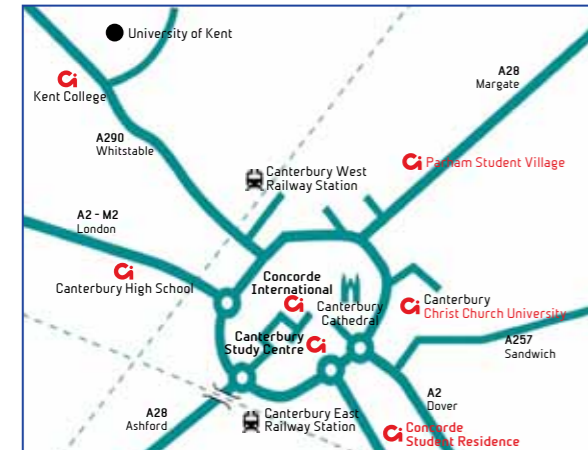 University of Kent
Kent College
A28
Margate
A290
Whitstable
Parham Student Village
Canterbury West
Railway Station
A2 - M2
London
Canterbury High School
Concorde
International
Canterbury
Cathedral
Canterbury
Christ Church University
Canterbury
Study Centre
A257
Sandwich
A2
Dover
A28
Ashford
Canterbury East
Railway Station
Concorde
Student Residence